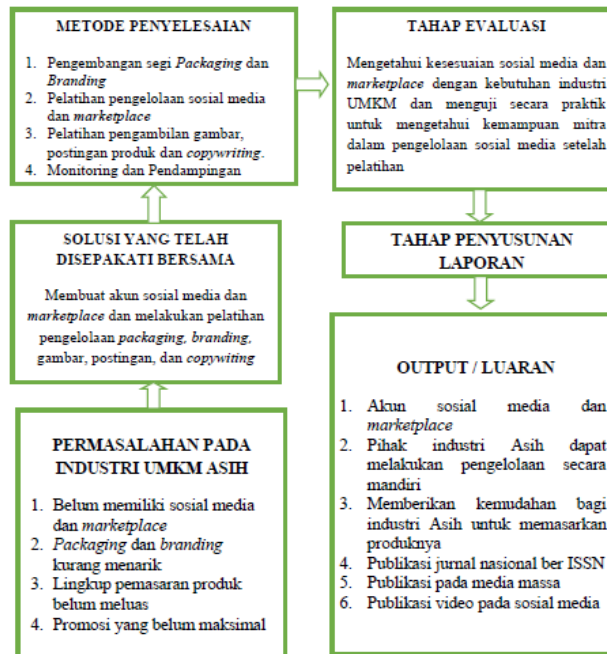 METODE PENYELESAIAN
1. Pengembangan segi Packaging dan
Branding
2. Pelatihan pengelolaan sosial media
dan marketplace
3. Pelatihan pengambilan gambar,
postingan produk dan copywriting.
4. Monitoring dan Pendampingan
TAHAP EVALUASI
Mengetahui kesesuaian sosial media dan
marketplace dengan kebutuhan industri
UMKM dan menguji secara praktik
untuk mengetahui kemampuan mitra
dalam pengelolaan sosial media setelah
pelatihan
SOLUSI YANG TELAH
DISEPAKATI BERSAMA
Membuat akun sosial media dan
marketplace dan melakukan pelatihan
pengelolaan packaging, branding,
gambar, postingan, dan copywiting
TAHAP PENYUSUNAN
LAPORAN
PERMASALAHAN PADA
INDUSTRI UMKM ASIH
1. Belum memiliki sosial media
dan marketplace
2. Packaging dan branding
kurang menarik
3. Lingkup pemasaran produk
belum meluas
4. Promosi yang belum maksimal
OUTPUT / LUARAN
1. Akun sosial media dan
marketplace
2. Pihak industri Asih dapat
melakukan pengelolaan secara
mandiri
3. Memberikan kemudahan bagi
industri Asih untuk memasarkan
produknya
4. Publikasi jurnal nasional ber ISSN
5. Publikasi pada media massa
6. Publikasi video pada sosial media